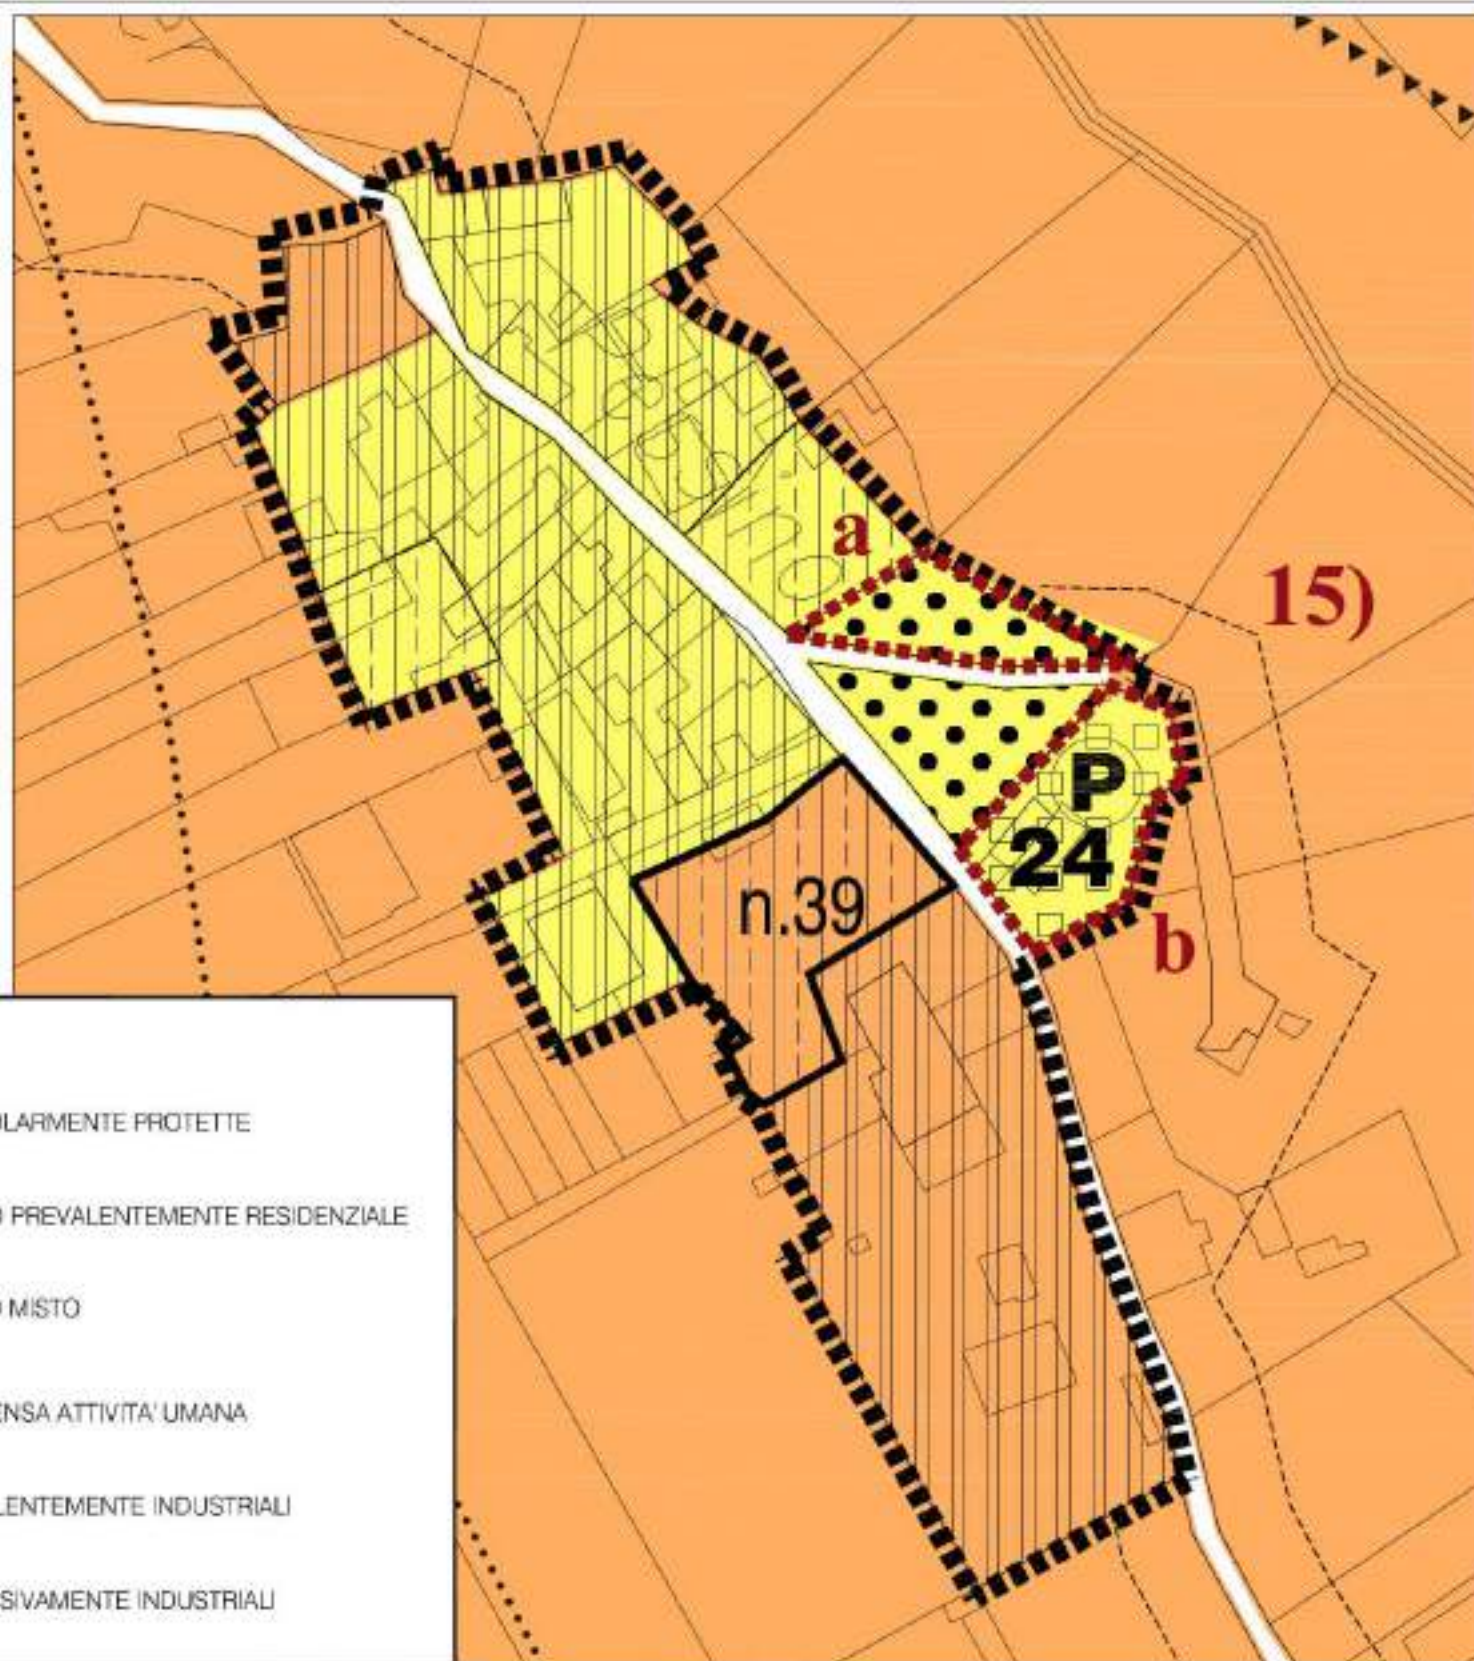 a
15)
P
24
n.39
b
OLARMENTE PROTETTE
O PREVALENTEMENTE RESIDENZIALE
O MISTO
ENSA ATTIVITA' UMANA
LENTEMENTE INDUSTRIALI
SIVAMENTE INDUSTRIALI